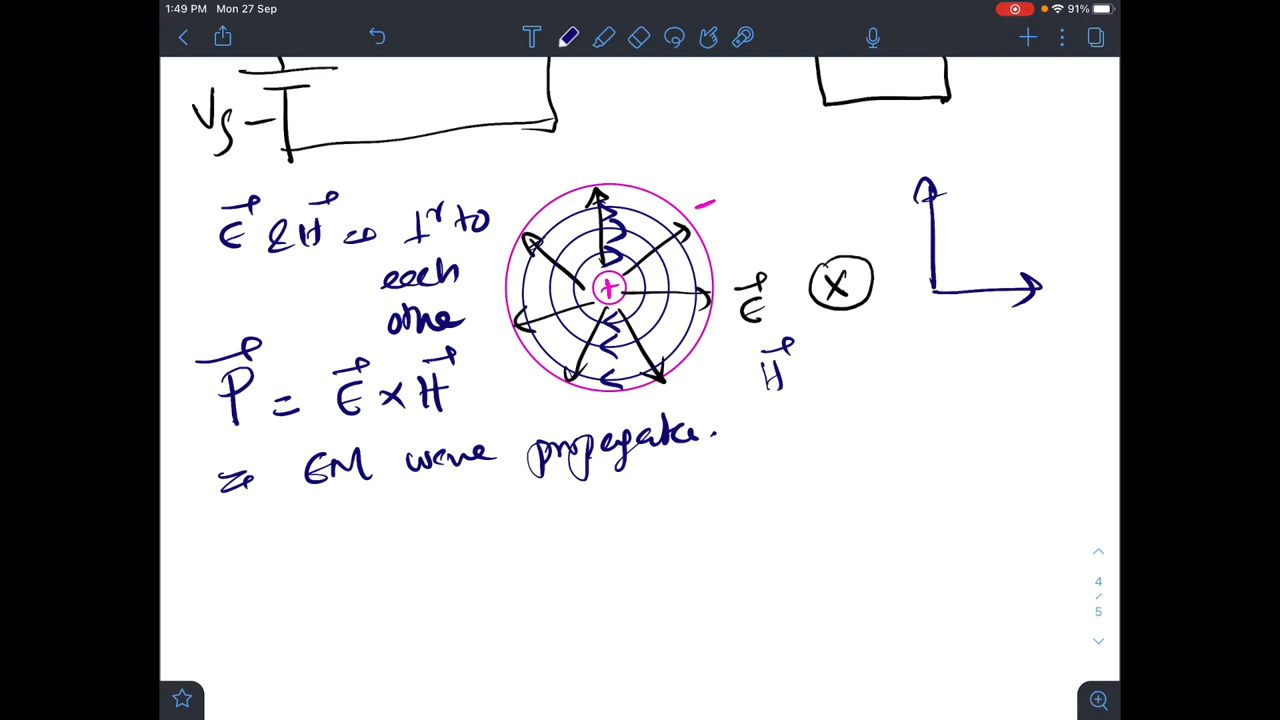 1:49 PM Mon 27 Sep
91%
Vs
E & H ⇔ ⊥r to
each
other
+
-
E
X
H
P = E x H
⇒ EM wave propagate.
4
/
5